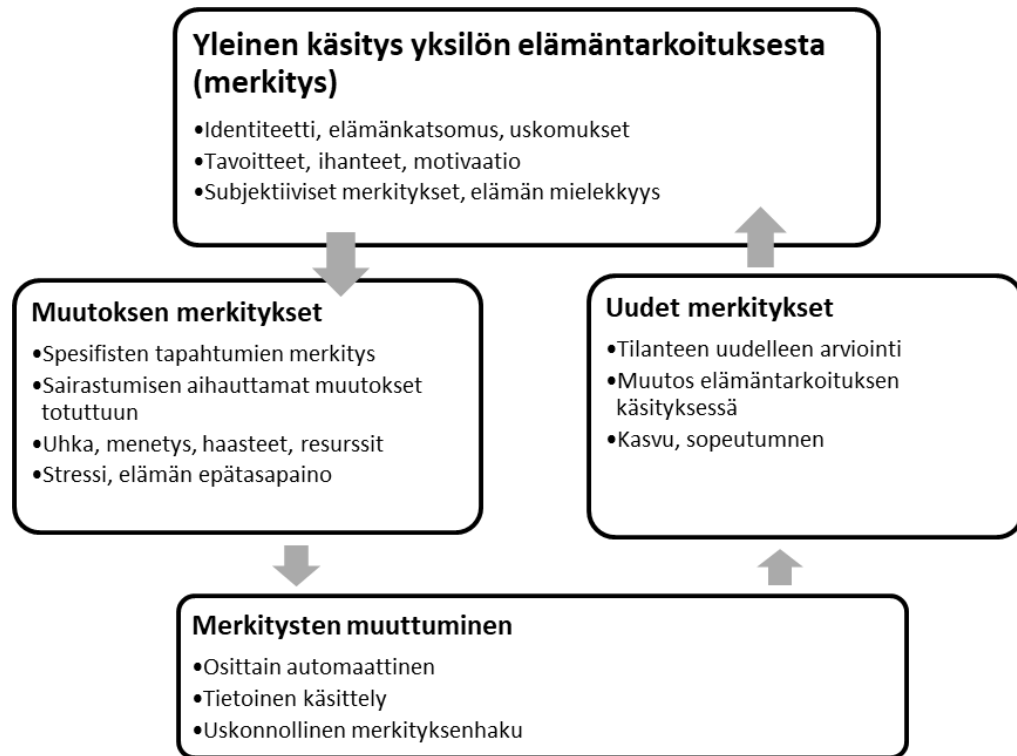 Yleinen käsitys yksilön elämäntarkoituksesta
(merkitys)
•Identiteetti, elämänkatsomus, uskomukset
•Tavoitteet, ihanteet, motivaatio
•Subjektiiviset merkitykset, elämän mielekkyys
Muutoksen merkitykset
•Spesifisten tapahtumien merkitys
•Sairastumisen aihauttamat muutokset
totuttuun
•Uhka, menetys, haasteet, resurssit
•Stressi, elämän epätasapaino
Uudet merkitykset
•Tilanteen uudelleen arviointi
•Muutos elämäntarkoituksen
käsityksessä
•Kasvu, sopeutumnen
Merkitysten muuttuminen
•Osittain automaattinen
•Tietoinen käsittely
•Uskonnollinen merkityksenhaku